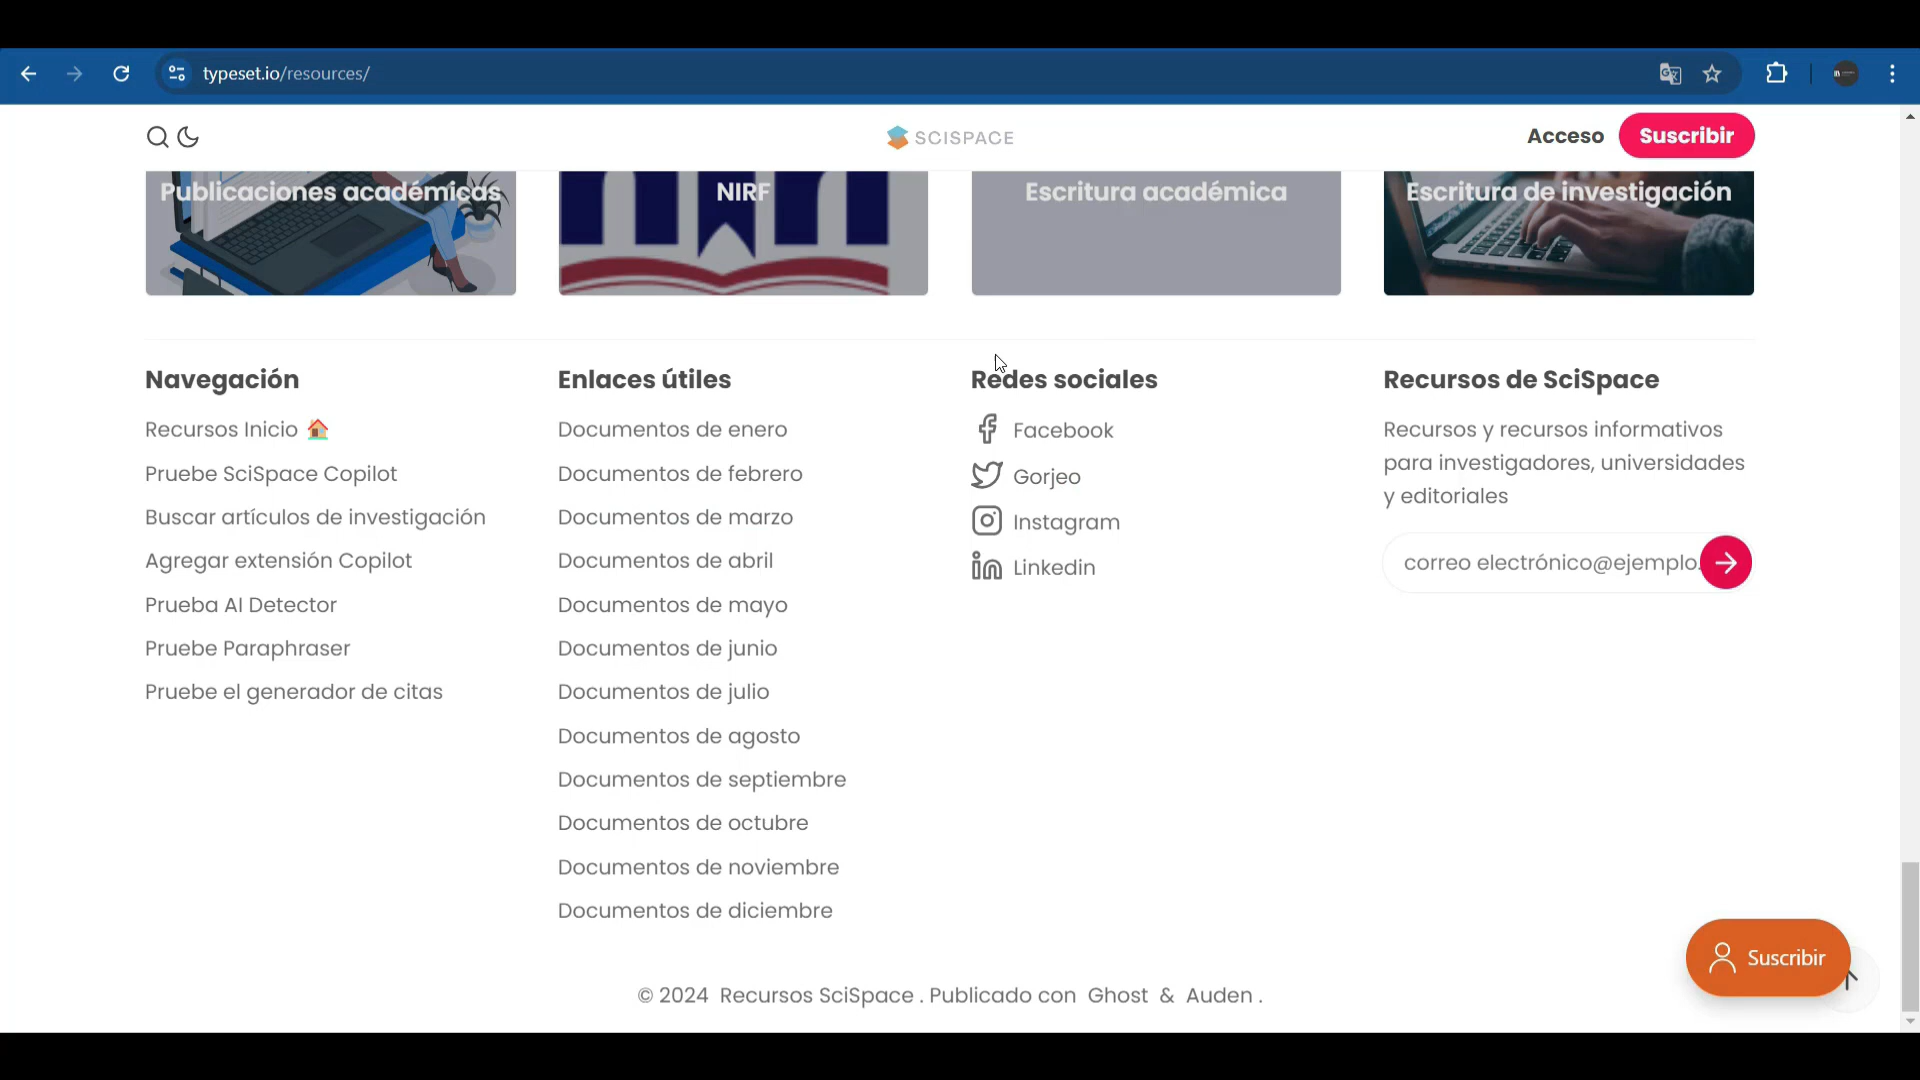 typeset.io/resources/
SCISPACE
Acceso
Suscribir
Publicaciones académicas
NIRF
Escritura académica
Escritura de investigación
Navegación
Recursos Inicio 🏠
Pruebe SciSpace Copilot
Buscar artículos de investigación
Agregar extensión Copilot
Prueba AI Detector
Pruebe Paraphraser
Pruebe el generador de citas
Enlaces útiles
Documentos de enero
Documentos de febrero
Documentos de marzo
Documentos de abril
Documentos de mayo
Documentos de junio
Documentos de julio
Documentos de agosto
Documentos de septiembre
Documentos de octubre
Documentos de noviembre
Documentos de diciembre
Redes sociales
Facebook
Gorjeo
Instagram
Linkedin
Recursos de SciSpace
Recursos y recursos informativos
para investigadores, universidades
y editoriales
correo electrónico@ejemplo.
Suscribir
© 2024 Recursos SciSpace . Publicado con Ghost & Auden .